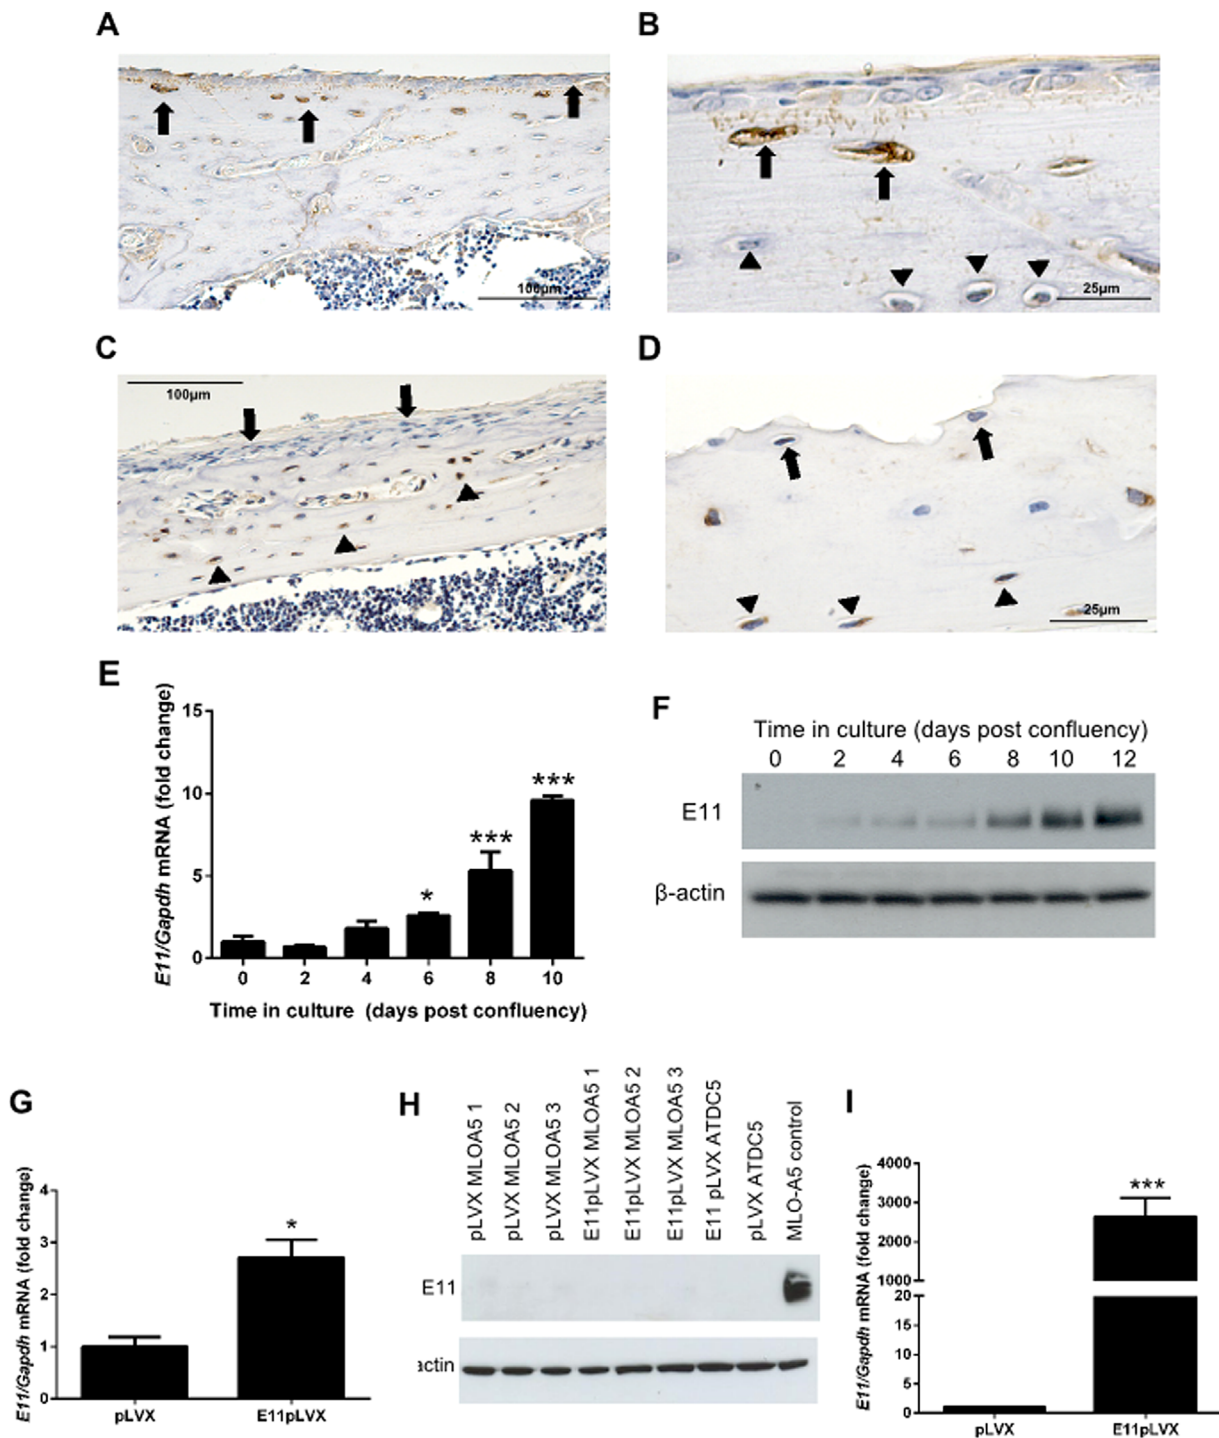 A
B
100µm
25µm
C
D
100µm
25µm
E
E11/Gapdh mRNA (fold change)
15
10
5
0
*
***
***
0 2 4 6 8 10
Time in culture (days post confluency)
F
Time in culture (days post confluency)
0 2 4 6 8 10 12
E11
β-actin
G
E11/Gapdh mRNA (fold change)
4
3
2
1
0
*
pLVX E11pLVX
H
pLVX MLOA5 1
pLVX MLOA5 2
pLVX MLOA5 3
E11pLVX MLOA5 1
E11pLVX MLOA5 2
E11pLVX MLOA5 3
E11 pLVX ATDC5
pLVX ATDC5
MLO-A5 control
E11
actin
I
E11/Gapdh mRNA (fold change)
4000
3000
2000
1000
20
15
10
5
0
***
pLVX E11pLVX